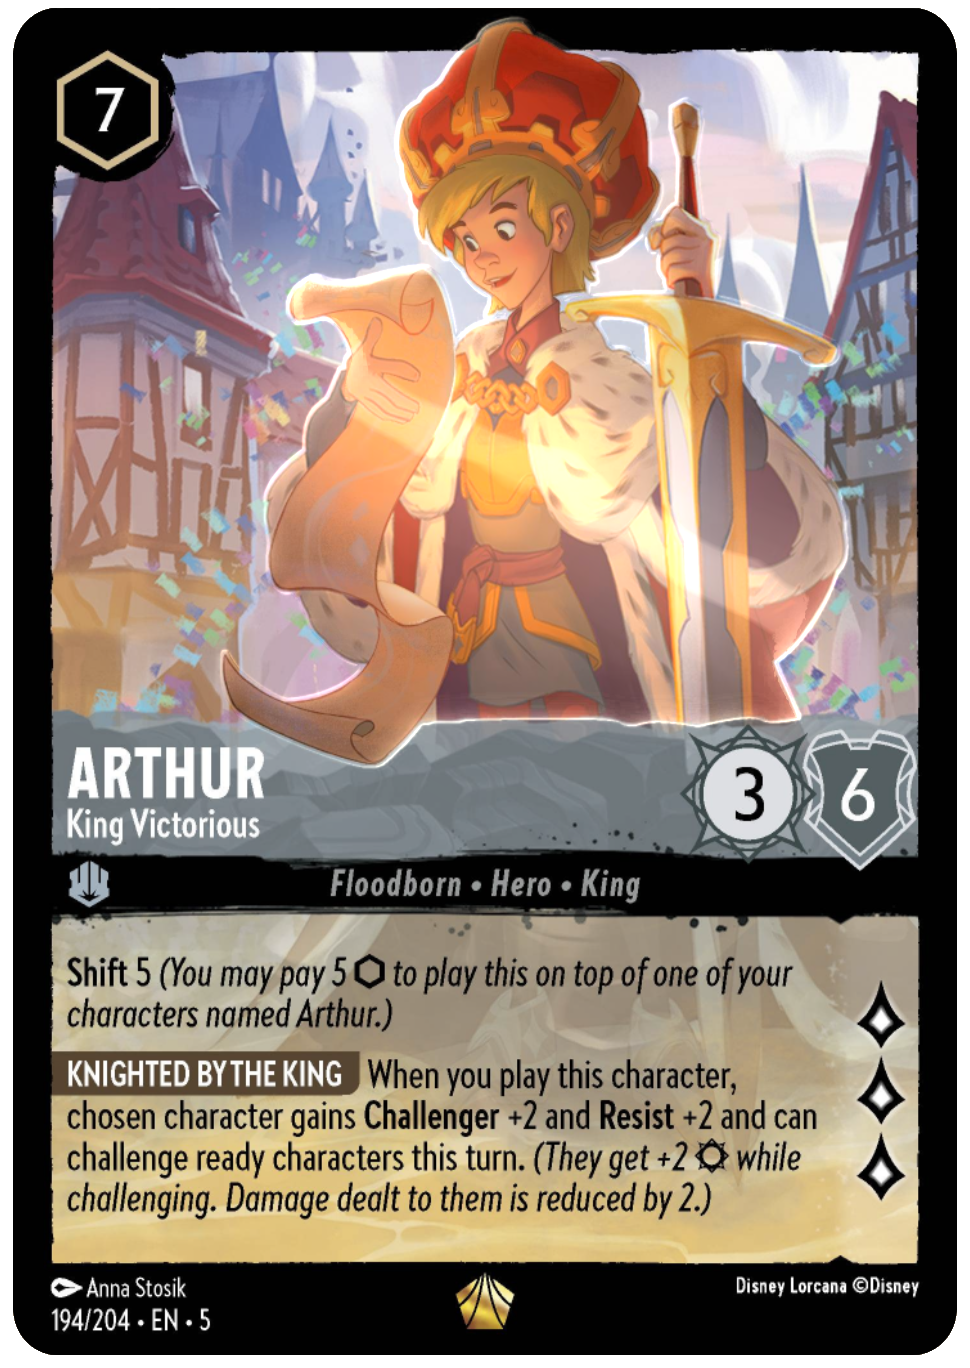 7
ARTHUR
King Victorious
3
6
Floodborn • Hero • King
Shift 5 (You may pay 5 ⬡ to play this on top of one of your
characters named Arthur.)
KNIGHTED BY THE KING When you play this character,
chosen character gains Challenger +2 and Resist +2 and can
challenge ready characters this turn. (They get +2 ¤ while
challenging. Damage dealt to them is reduced by 2.)
Anna Stosik
Disney Lorcana ©Disney
194/204 • EN • 5